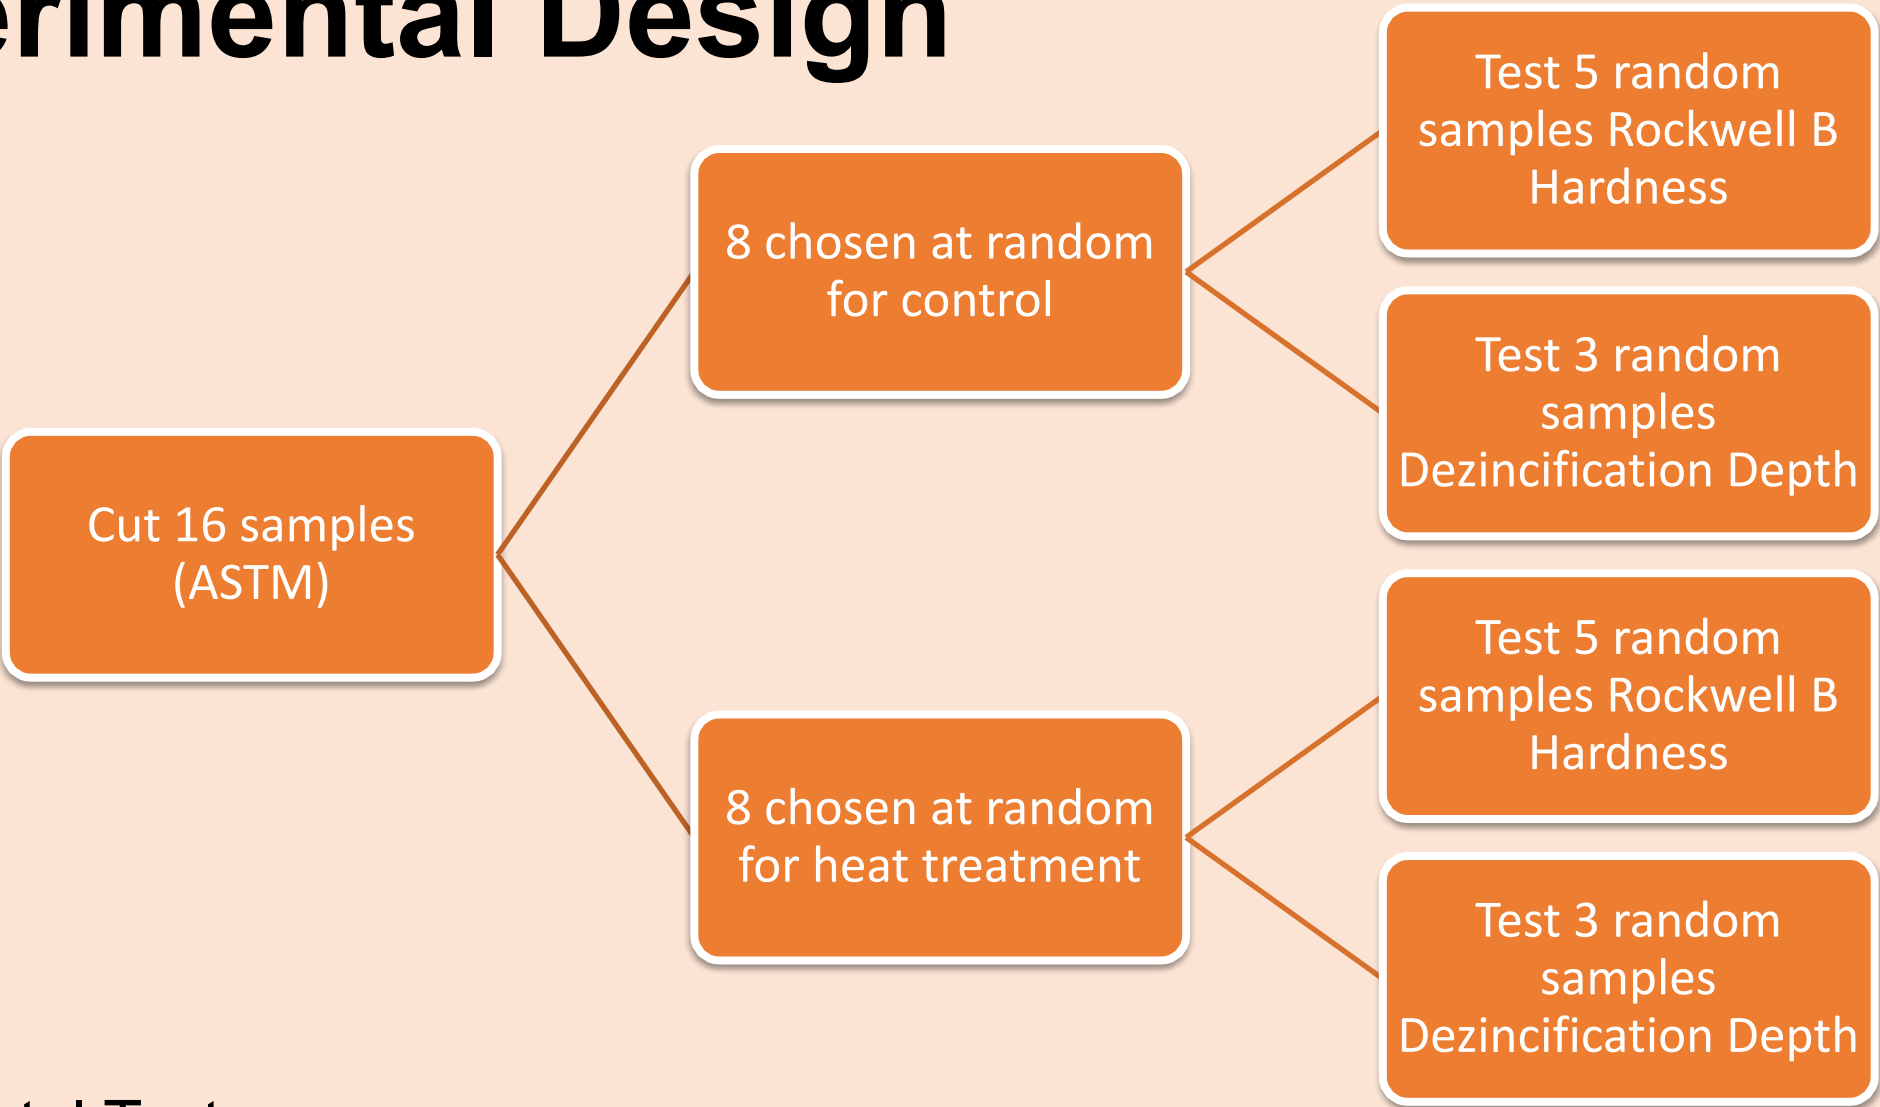 erimental Design
Cut 16 samples
(ASTM)
8 chosen at random
for control
8 chosen at random
for heat treatment
Test 5 random
samples Rockwell B
Hardness
Test 3 random
samples
Dezincification Depth
Test 5 random
samples Rockwell B
Hardness
Test 3 random
samples
Dezincification Depth